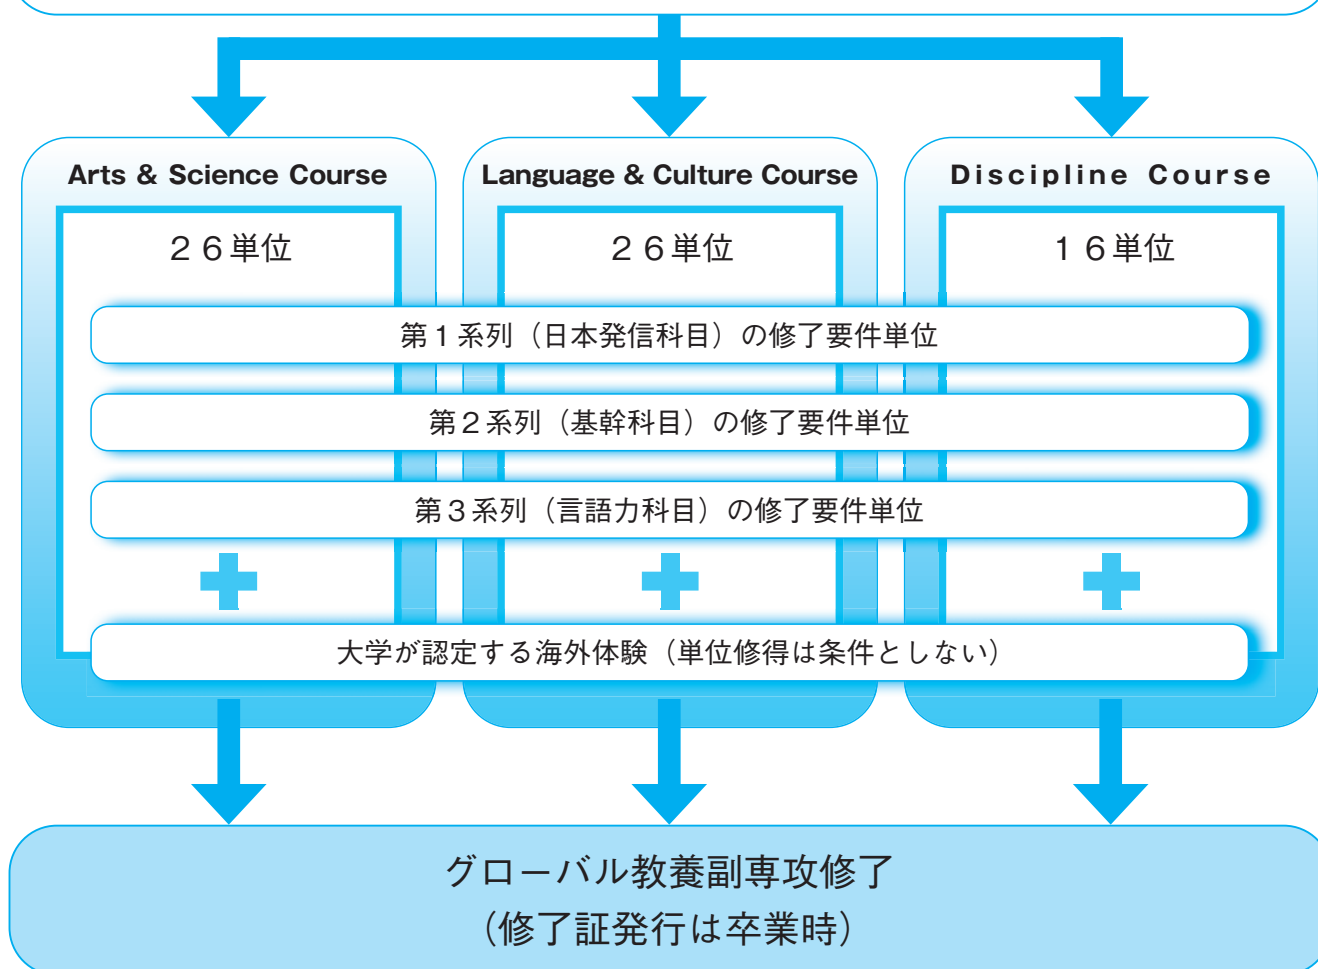 Arts & Science Course
Language & Culture Course
Discipline Course
２６単位
２６単位
１６単位
第１系列（日本発信科目）の修了要件単位
第２系列（基幹科目）の修了要件単位
第３系列（言語力科目）の修了要件単位
大学が認定する海外体験（単位修得は条件としない）
グローバル教養副専攻修了
（修了証発行は卒業時）